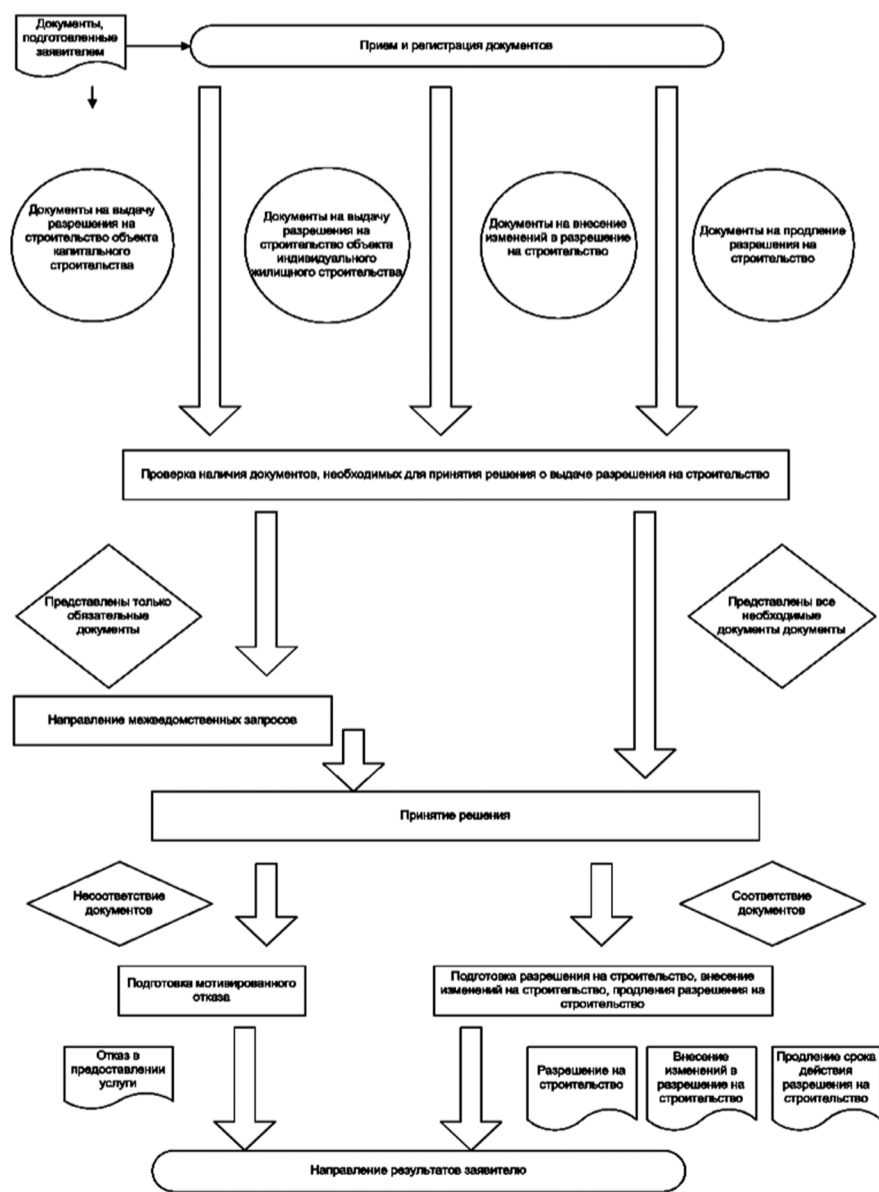 Документы,
подготовленные
заявителем
Прием и регистрация документов
Документы на выдачу
разрешения на
строительство объекта
капитального
строительства
Документы на выдачу
разрешения на
строительство объекта
индивидуального
жилищного строительства
Документы на внесение
изменений в разрешение
на строительство
Документы на продление
разрешения на
строительство
Проверка наличия документов, необходимых для принятия решения о выдаче разрешения на строительство
Представлены только
обязательные
документы
Представлены все
необходимые
документы документы
Направление межведомственных запросов
Принятие решения
Несоответствие
документов
Соответствие
документов
Подготовка мотивированного
отказа
Подготовка разрешения на строительство, внесение
изменений на строительство, продления разрешения на
строительство
Отказ в
предоставлении
услуги
Разрешение на
строительство
Внесение
изменений в
разрешение на
строительство
Продление срока
действия
разрешения на
строительство
Направление результатов заявителю